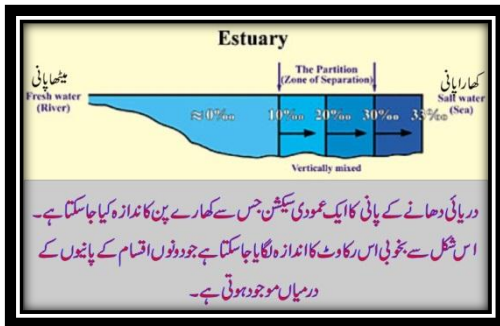 Estuary
The Partition
(Zone of Separation)
میٹھا پانی
کھارا پانی
Fresh water
(River)
Salt water
(Sea)
≈ 0‰ 10‰ 20‰ 30‰ 33‰
Vertically mixed
دریائی دھانے کے پانی کا ایک عمودی سیکشن جس سے کھارے پن کا اندازہ کیا جاسکتا ہے۔
اس شکل سے بخوبی اس رکاوٹ کا اندازہ لگایا جاسکتا ہے جو دونوں اقسام کے پانیوں کے
درمیاں موجود ہوتی ہے۔